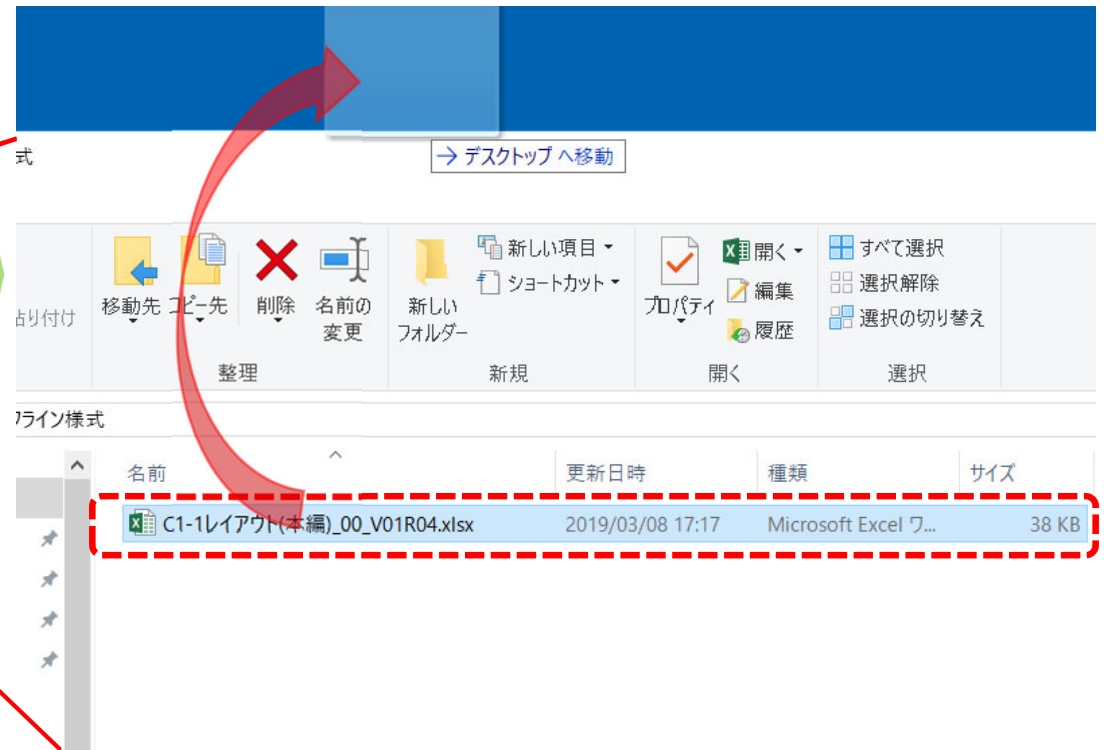 式
→ デスクトップ へ移動
貼り付け
移動先
コピー先
削除
名前の
変更
整理
新しい
フォルダー
新しい項目
ショートカット
新規
プロパティ
開く
編集
履歴
開く
すべて選択
選択解除
選択の切り替え
選択
フライン様式
名前 更新日時 種類 サイズ
C1-1レイアウト(本編)_00_V01R04.xlsx 2019/03/08 17:17 Microsoft Excel ワ... 38 KB